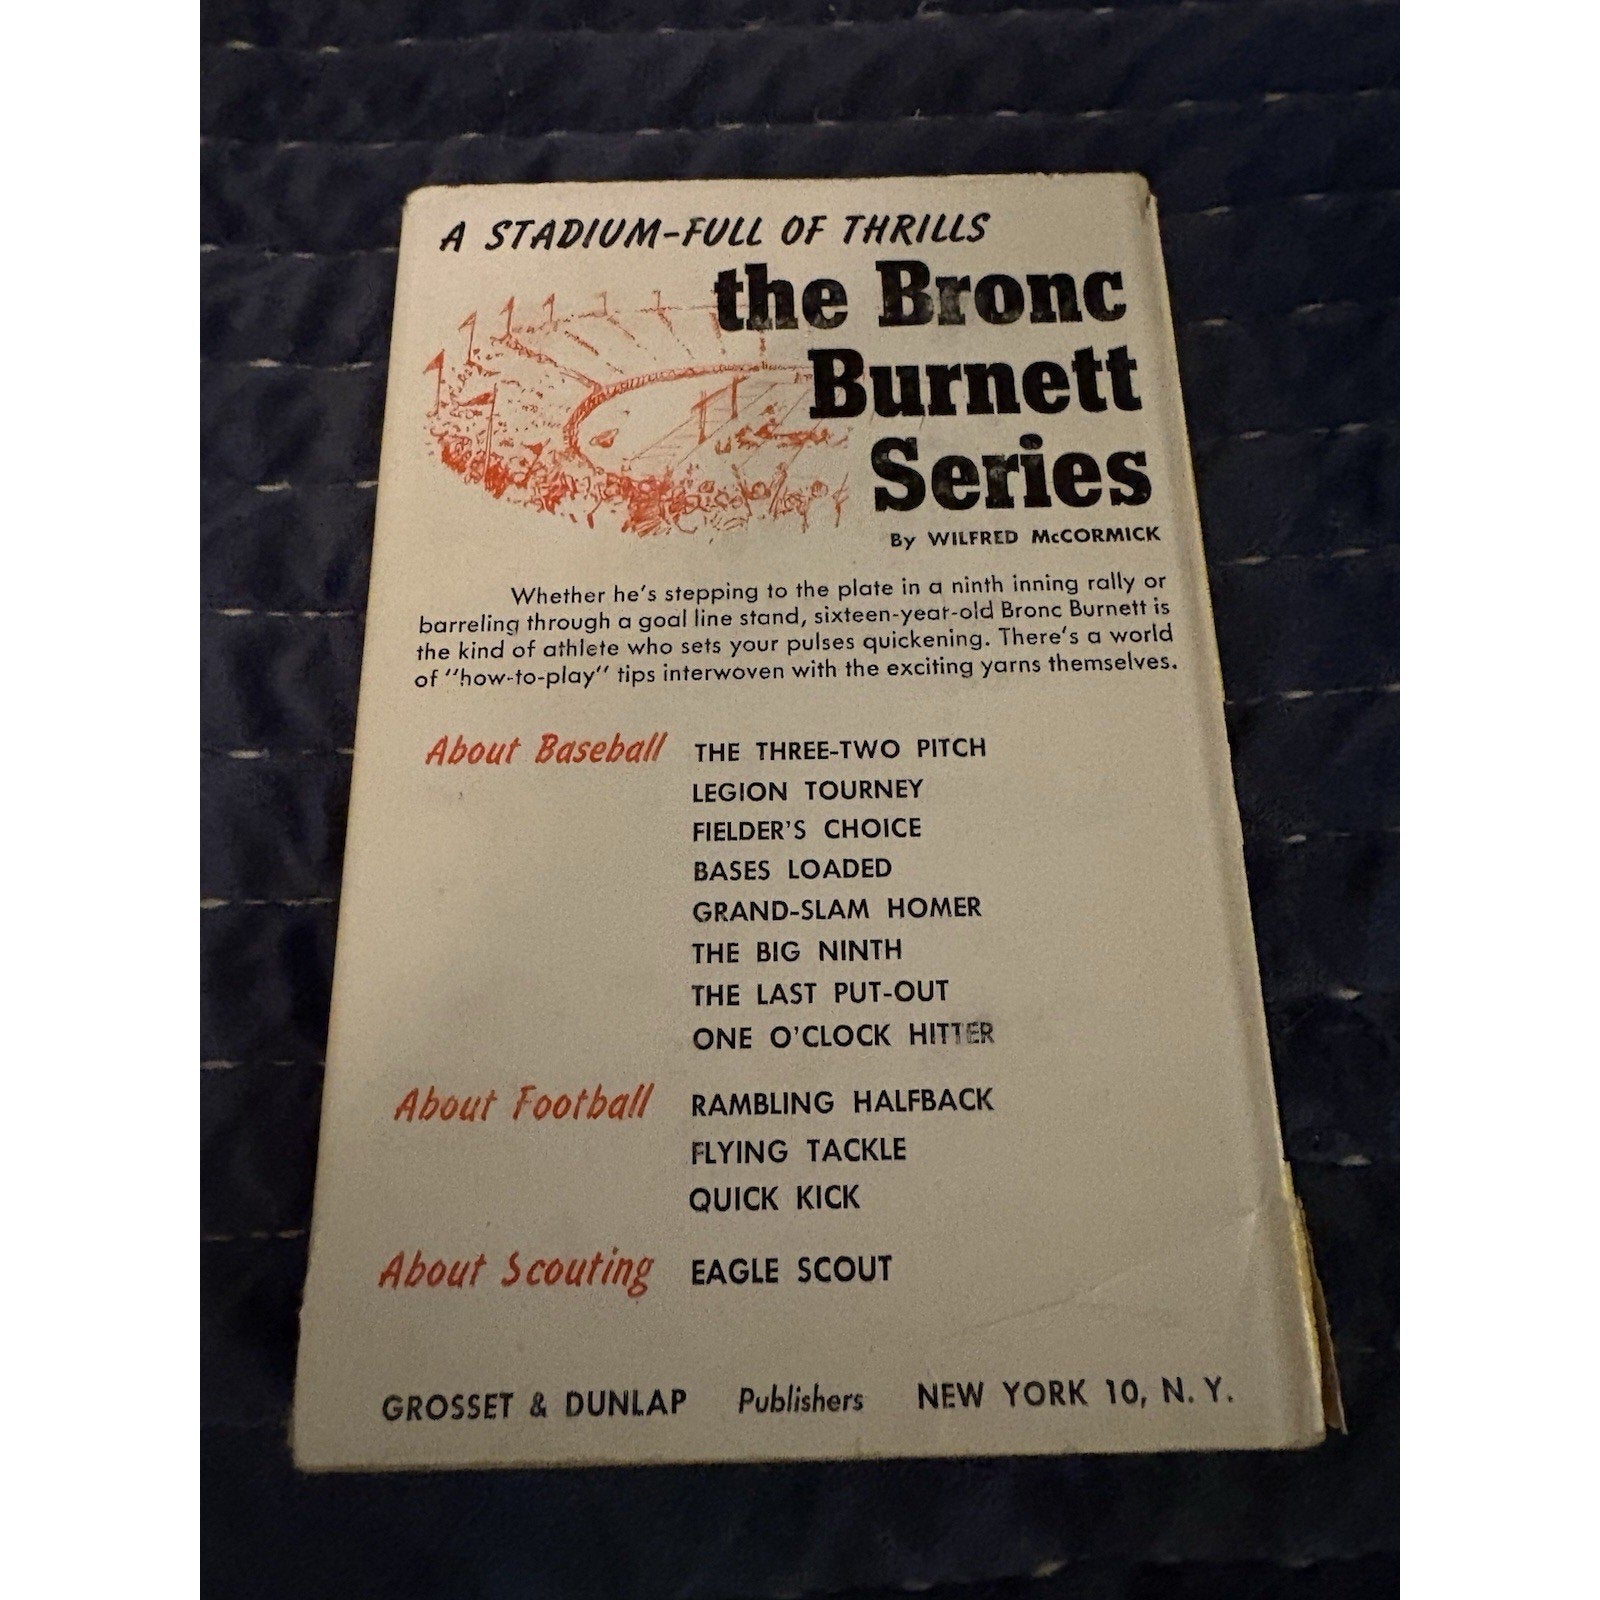 A STADIUM-FULL OF THRILLS
the Bronc
Burnett
Series
By WILFRED McCORMICK
Whether he's stepping to the plate in a ninth inning rally or
barreling through a goal line stand, sixteen-year-old Bronc Burnett is
the kind of athlete who sets your pulses quickening. There's a world
of "how-to-play" tips interwoven with the exciting yarns themselves.
About Baseball THE THREE-TWO PITCH
LEGION TOURNEY
FIELDER'S CHOICE
BASES LOADED
GRAND-SLAM HOMER
THE BIG NINTH
THE LAST PUT-OUT
ONE O'CLOCK HITTER
About Football RAMBLING HALFBACK
FLYING TACKLE
QUICK KICK
About Scouting EAGLE SCOUT
GROSSET & DUNLAP Publishers NEW YORK 10, N. Y.